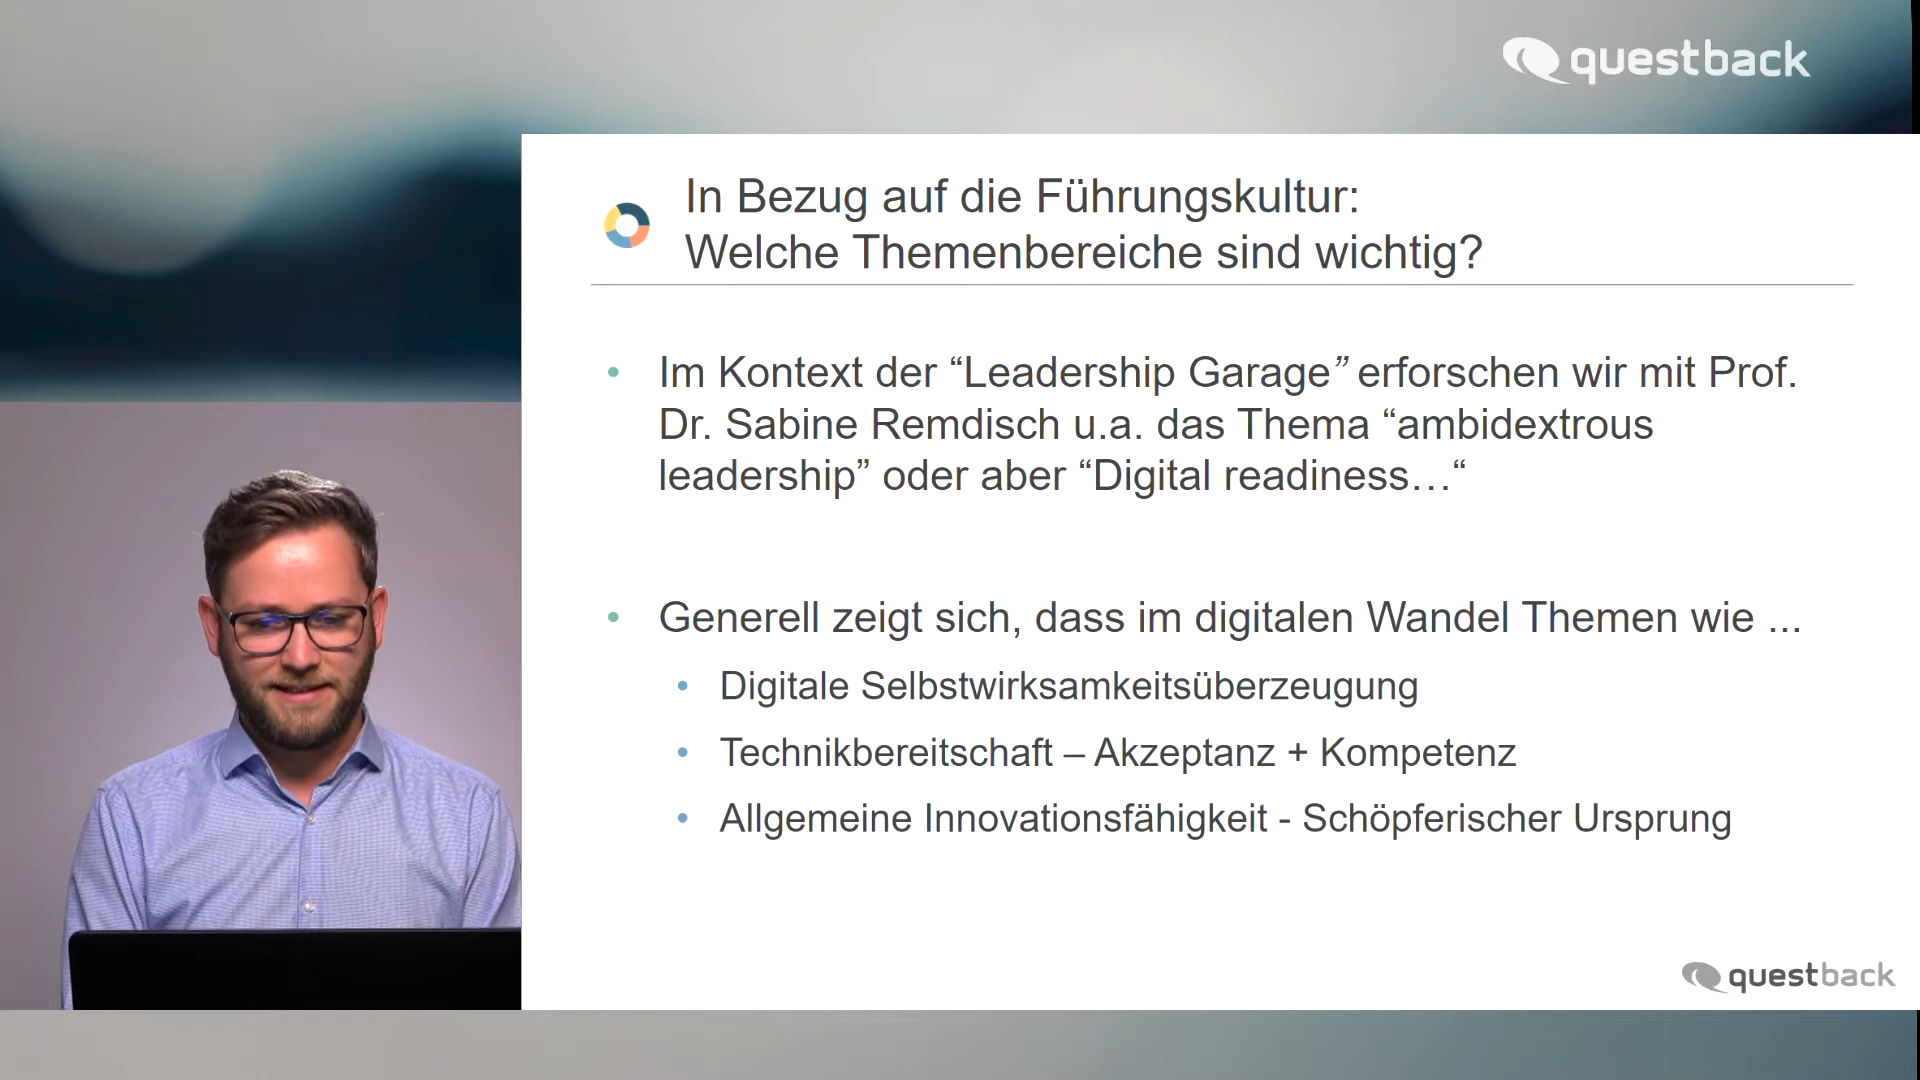 questback
In Bezug auf die Führungskultur:
Welche Themenbereiche sind wichtig?
• Im Kontext der “Leadership Garage” erforschen wir mit Prof.
Dr. Sabine Remdisch u.a. das Thema “ambidextrous
leadership” oder aber “Digital readiness…“
• Generell zeigt sich, dass im digitalen Wandel Themen wie ...
• Digitale Selbstwirksamkeitsüberzeugung
• Technikbereitschaft – Akzeptanz + Kompetenz
• Allgemeine Innovationsfähigkeit - Schöpferischer Ursprung
questback